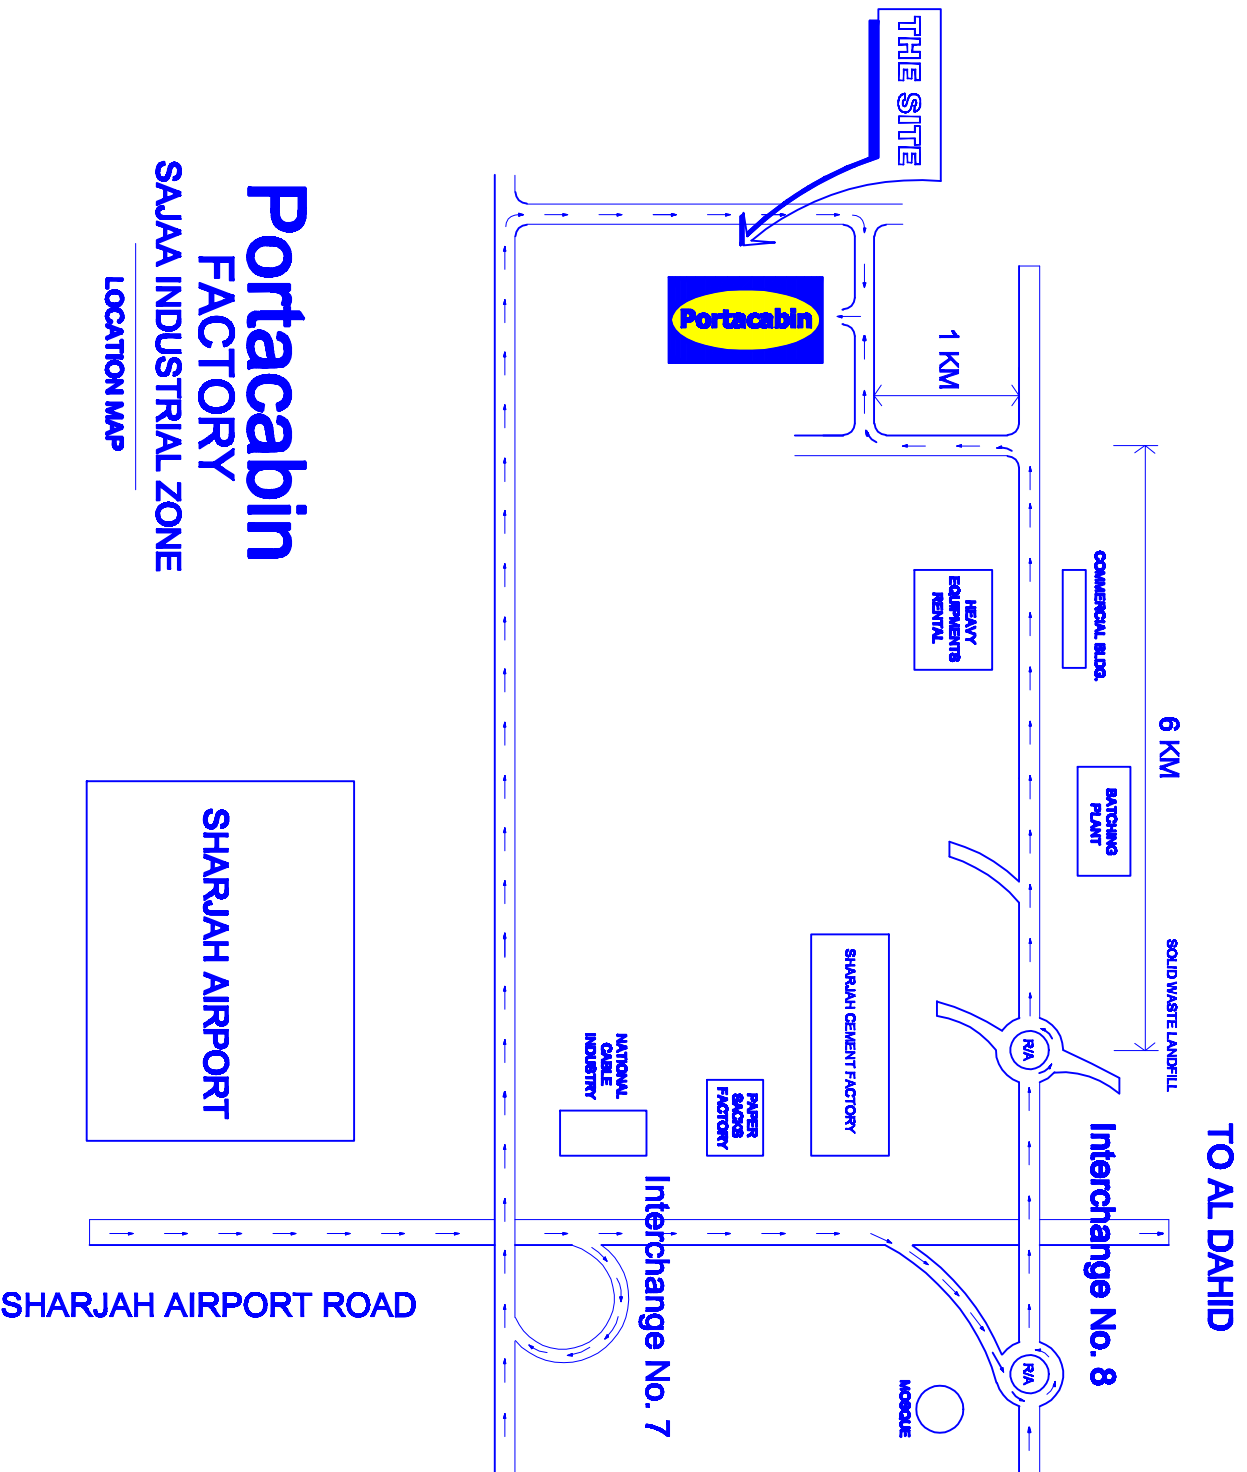 THE SITE
Portacabin
1 KM
Portacabin
FACTORY
SAJAA INDUSTRIAL ZONE
LOCATION MAP
COMMERCIAL BLDG.
HEAVY
EQUIPMENTS
RENTAL
6 KM
BATCHING
PLANT
SOLID WASTE LANDFILL
SHARJAH AIRPORT
SHARJAH CEMENT FACTORY
R/A
NATIONAL
CABLE
INDUSTRY
PAPER
SACKS
FACTORY
TO AL DAHID
Interchange No. 8
Interchange No. 7
SHARJAH AIRPORT ROAD
R/A
MOSQUE